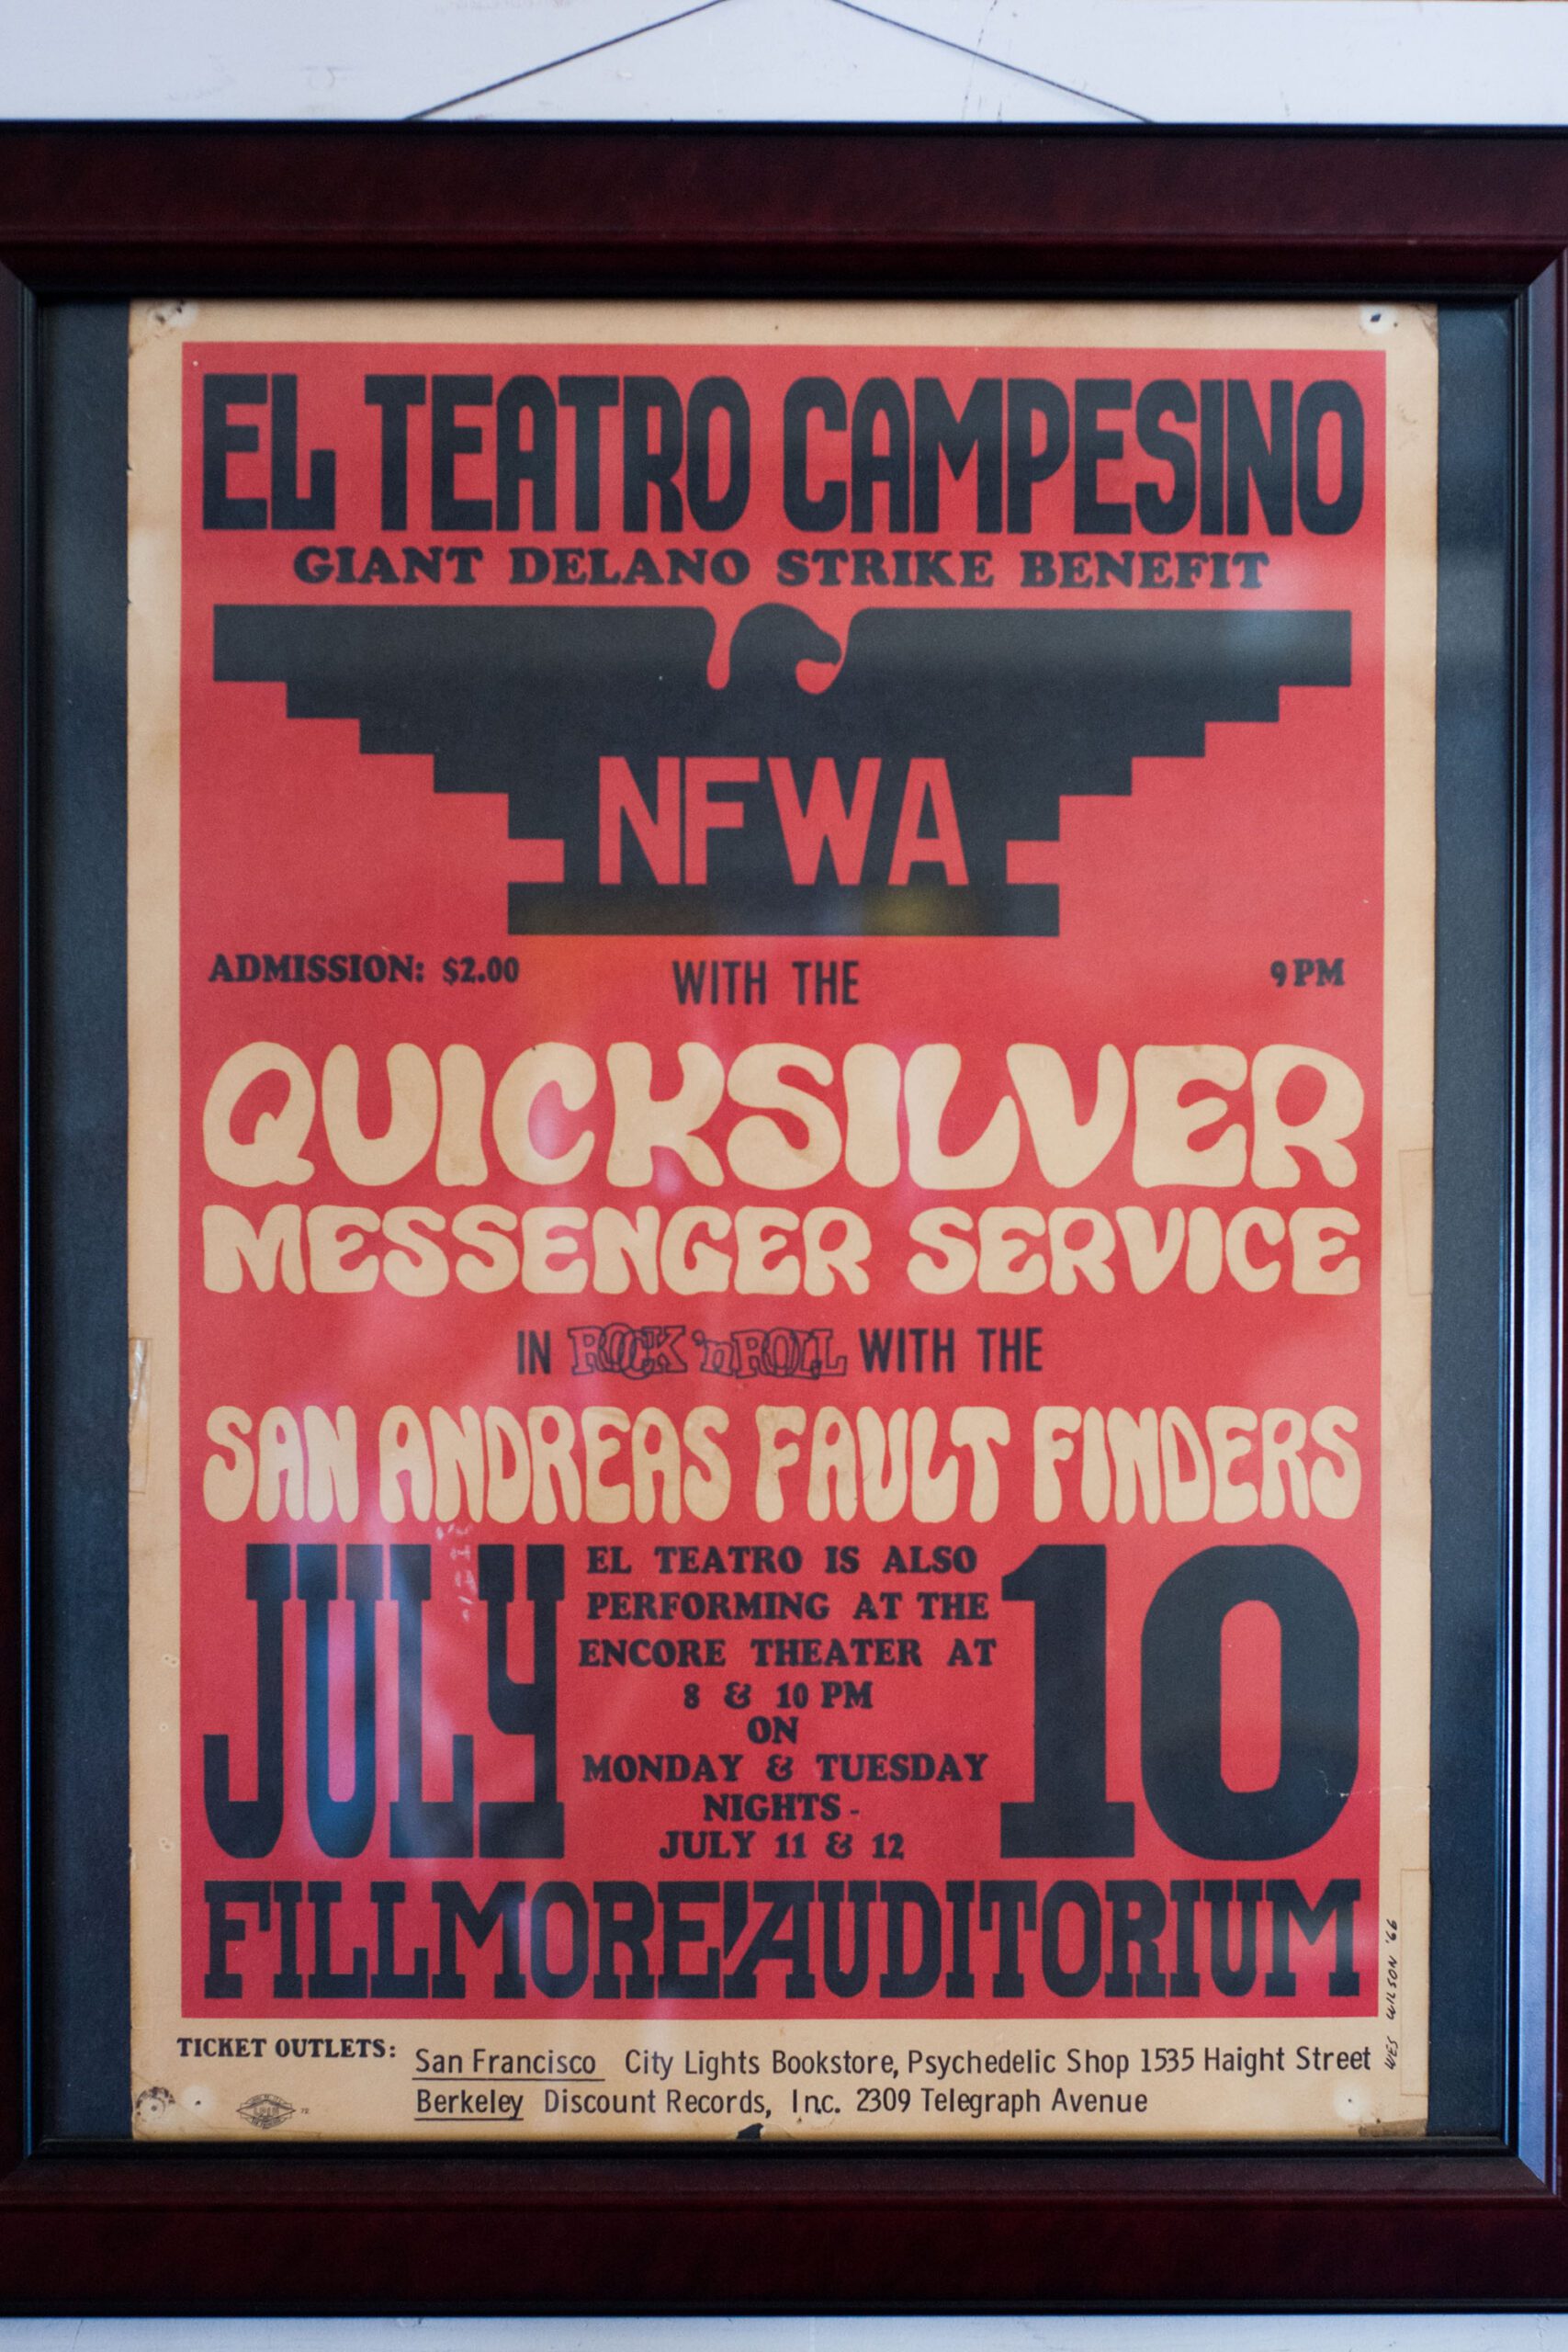 EL TEATRO CAMPESINO
GIANT DELANO STRIKE BENEFIT
NFWA
ADMISSION: $2.00 WITH THE 9 PM
QUICKSILVER
MESSENGER SERVICE
IN ROCK 'n ROLL WITH THE
SAN ANDREAS FAULT FINDERS
JULY 10
EL TEATRO IS ALSO
PERFORMING AT THE
ENCORE THEATER AT
8 & 10 PM
ON
MONDAY & TUESDAY
NIGHTS -
JULY 11 & 12
FILLMORE AUDITORIUM
WES WILSON '66
TICKET OUTLETS: San Francisco City Lights Bookstore, Psychedelic Shop 1535 Haight Street
Berkeley Discount Records, Inc. 2309 Telegraph Avenue